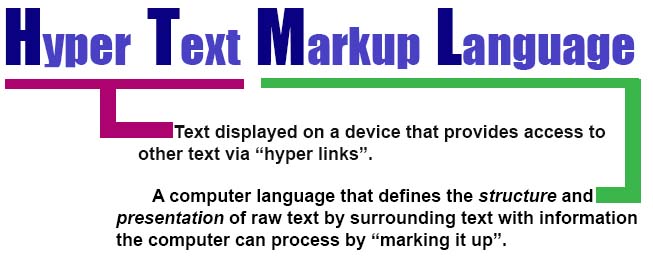 Hyper Text Markup Language
Text displayed on a device that provides access to
other text via “hyper links”.
A computer language that defines the structure and
presentation of raw text by surrounding text with information
the computer can process by “marking it up”.